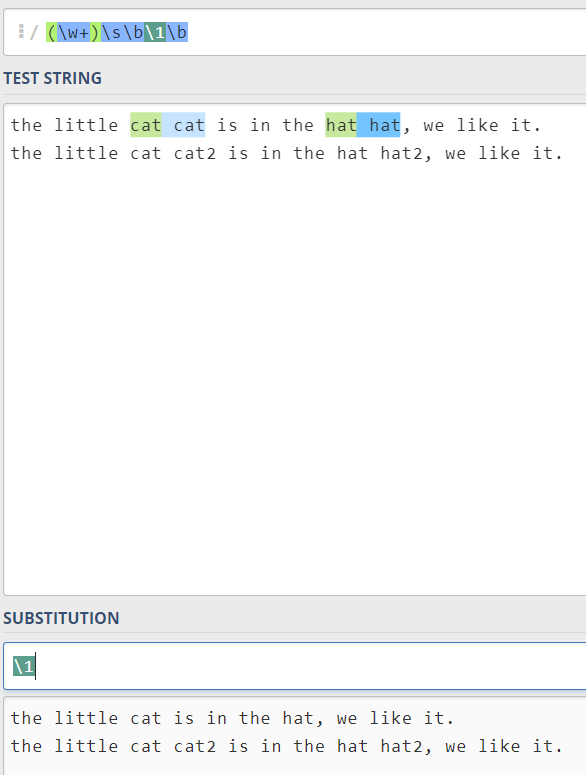 / (\w+)\s\b\1\b
TEST STRING
the little cat cat is in the hat hat, we like it.
the little cat cat2 is in the hat hat2, we like it.
SUBSTITUTION
\1
the little cat is in the hat, we like it.
the little cat cat2 is in the hat hat2, we like it.